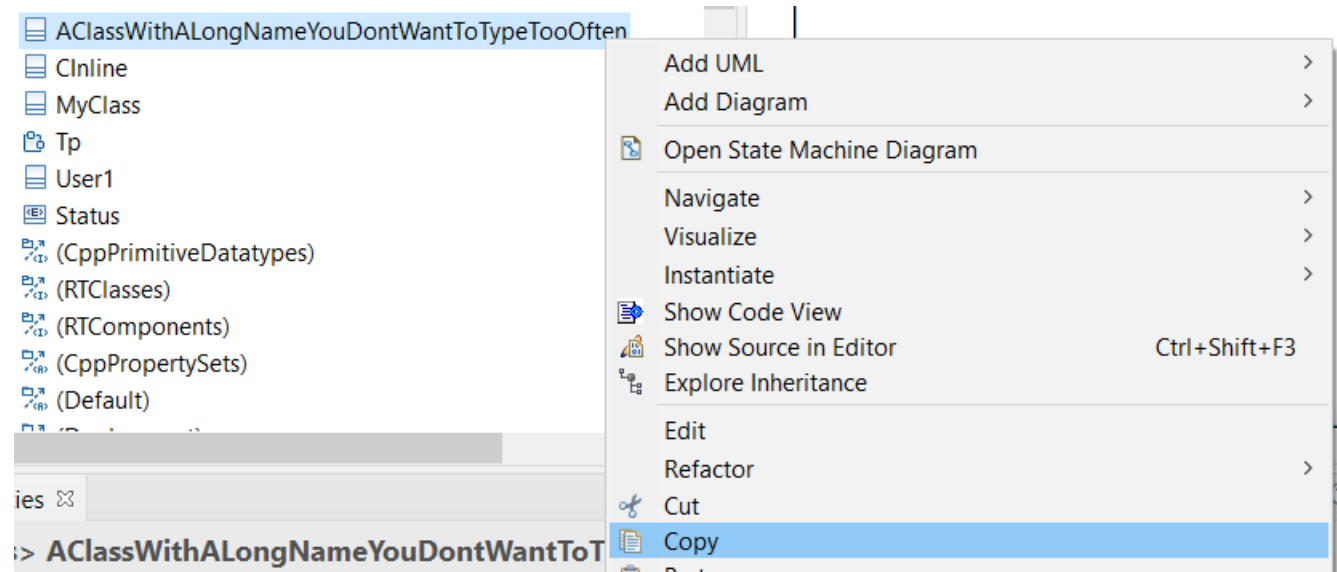 AClassWithALongNameYouDontWantToTypeTooOften
CInline
MyClass
Tp
User1
Status
(CppPrimitiveDatatypes)
(RTClasses)
(RTComponents)
(CppPropertySets)
(Default)
ies
> AClassWithALongNameYouDontWantToT
Add UML
Add Diagram
Open State Machine Diagram
Navigate
Visualize
Instantiate
Show Code View
Show Source in Editor Ctrl+Shift+F3
Explore Inheritance
Edit
Refactor
Cut
Copy